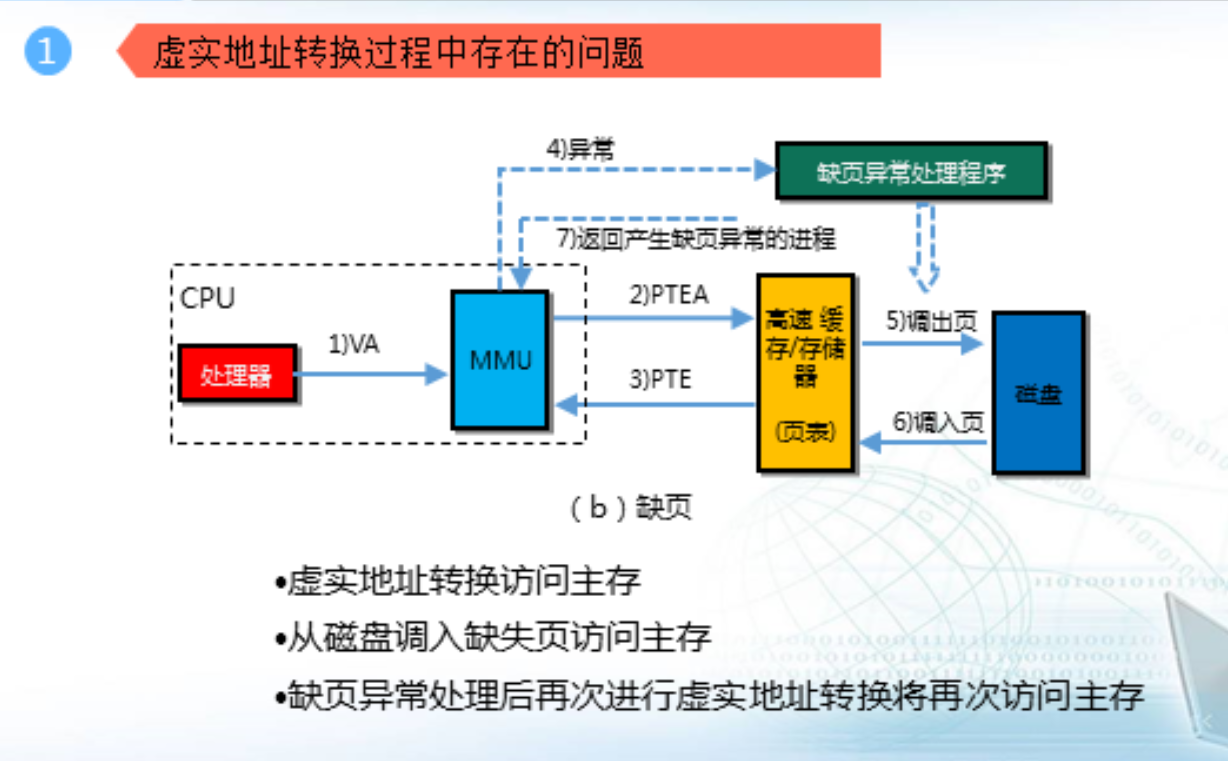 1
虚实地址转换过程中存在的问题
4)异常
缺页异常处理程序
7)返回产生缺页异常的进程
CPU
2)PTEA
1)VA
MMU
处理器
高速 缓
存/存储
器
(页表)
5)调出页
3)PTE
磁盘
6)调入页
（b）缺页
•虚实地址转换访问主存
•从磁盘调入缺失页访问主存
•缺页异常处理后再次进行虚实地址转换将再次访问主存